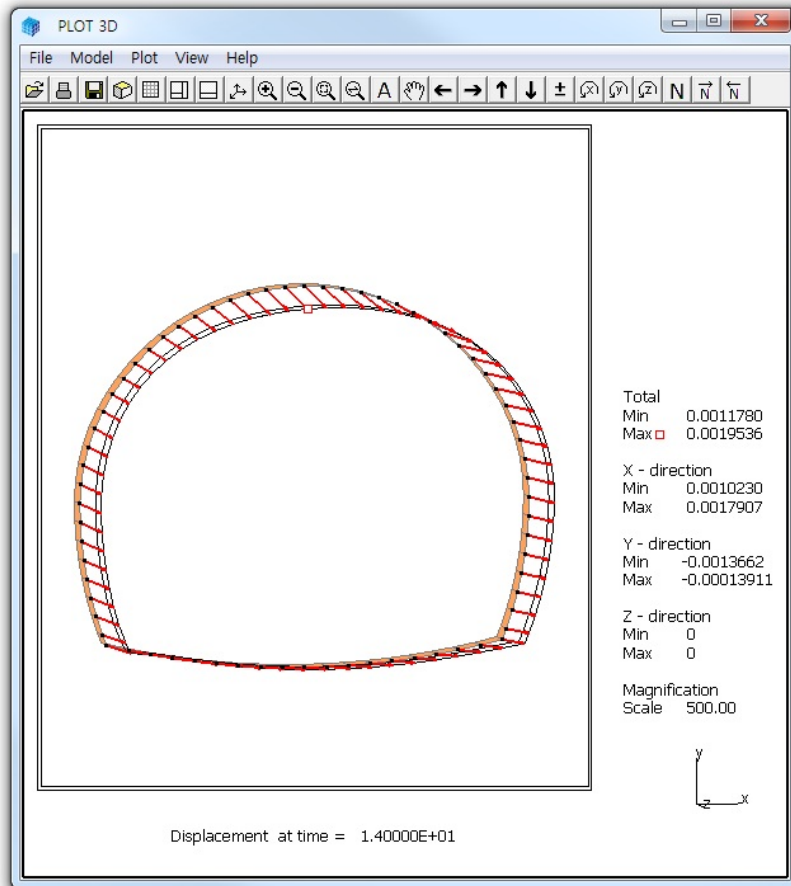 PLOT 3D
File Model Plot View Help
A ± x y z N N N
Total
Min 0.0011780
Max 0.0019536
X - direction
Min 0.0010230
Max 0.0017907
Y - direction
Min -0.0013662
Max -0.00013911
Z - direction
Min 0
Max 0
Magnification
Scale 500.00
y
z x
Displacement at time = 1.40000E+01